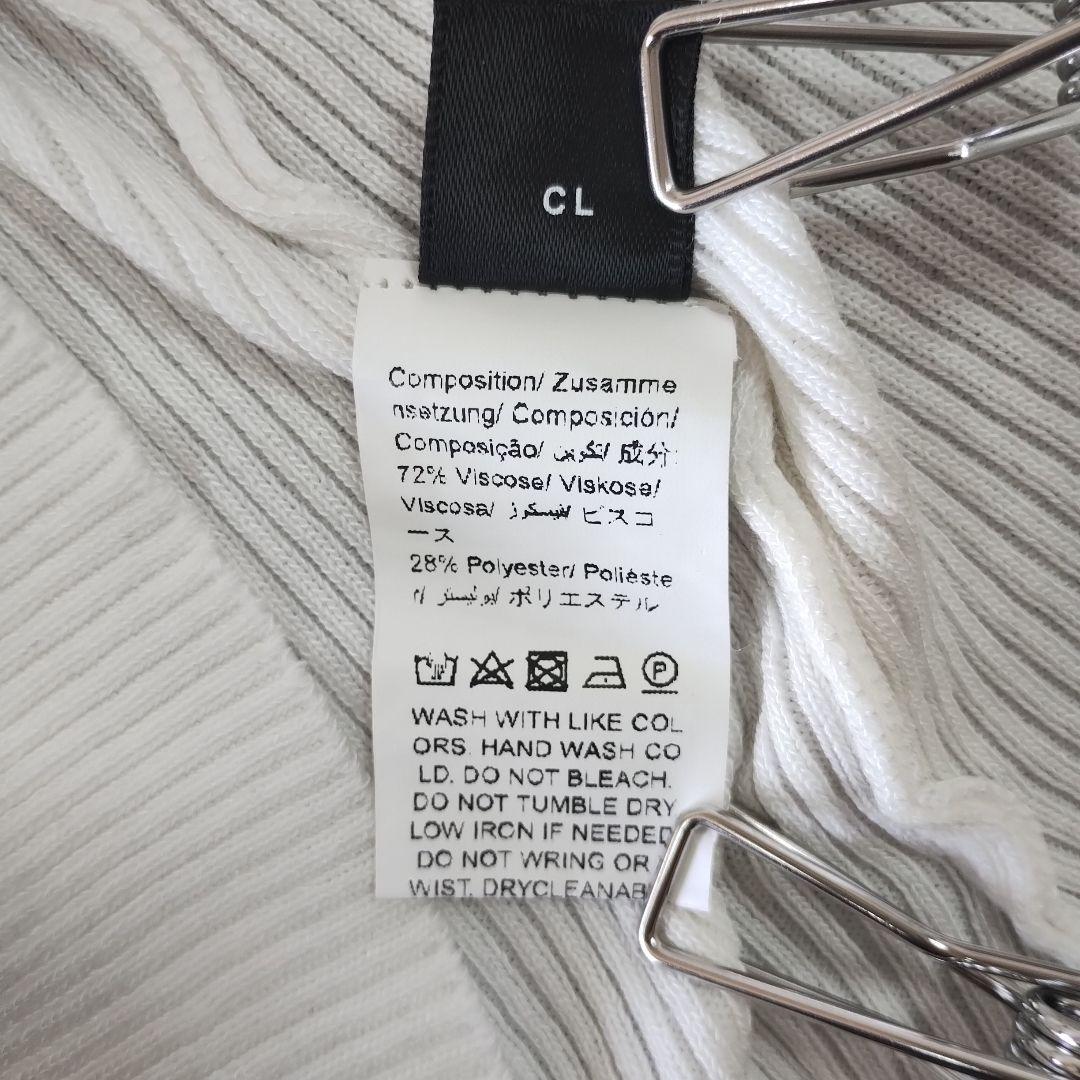 CL
Composition/ Zusamme
nsetzung/ Composición/
Composição/ تكوين/ 成分:
72% Viscose/ Viskose/
Viscosa/ فيسكوز/ ビスコ
ース
28% Polyester/ Poliéste
r/ بوليستر/ ポリエステル
P
WASH WITH LIKE COL
ORS. HAND WASH CO
LD. DO NOT BLEACH.
DO NOT TUMBLE DRY
LOW IRON IF NEEDED
DO NOT WRING OR
WIST. DRYCLEANAB